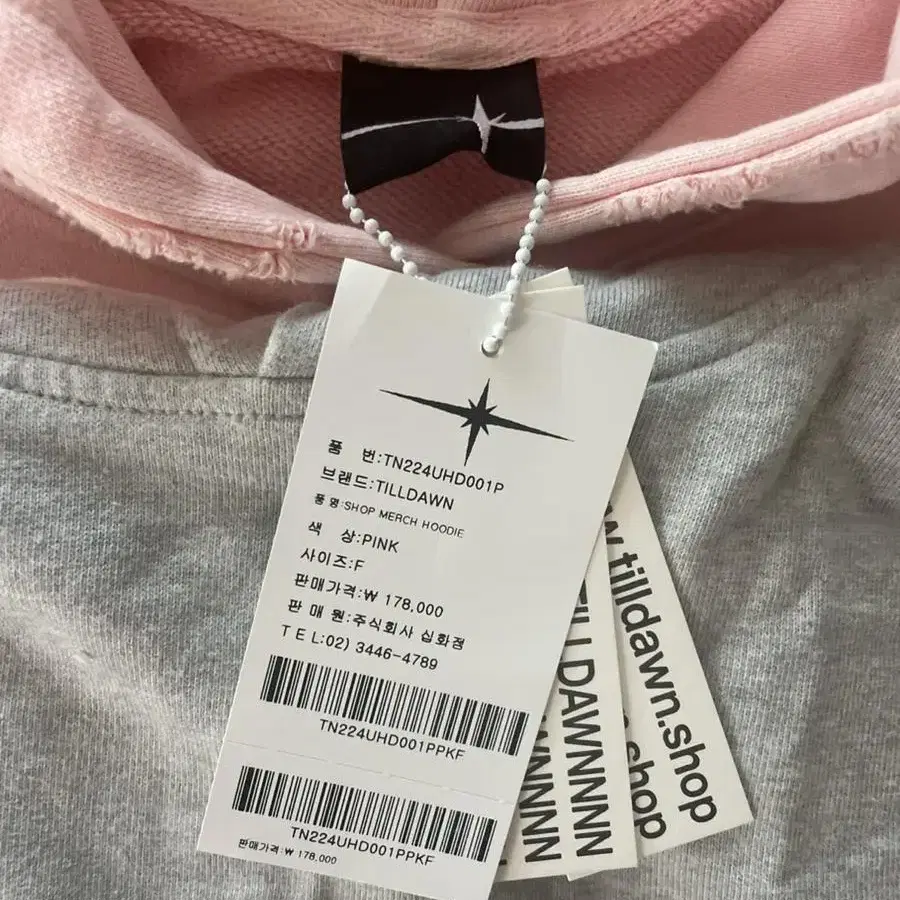 품 번:TN224UHD001P
브랜드:TILLDAWN
품 명:SHOP MERCH HOODIE
색 상:PINK
사이즈:F
판매가격:₩ 178,000
판 매 원:주식회사 십화점
T E L:02) 3446-4789
TN224UHD001PPKF
TN224UHD001PPKF
판매가격:₩ 178,000
TILLDAWNNNN
WNNNN
w.tilldawn.shop
shop